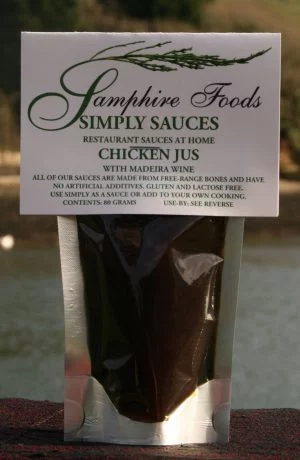 Samphire Foods
SIMPLY SAUCES
RESTAURANT SAUCES AT HOME
CHICKEN JUS
WITH MADEIRA WINE
ALL OF OUR SAUCES ARE MADE FROM FREE-RANGE BONES AND HAVE
NO ARTIFICIAL ADDITIVES. GLUTEN AND LACTOSE FREE.
USE SIMPLY AS A SAUCE OR ADD TO YOUR OWN COOKING.
CONTENTS: 80 GRAMS USE-BY: SEE REVERSE